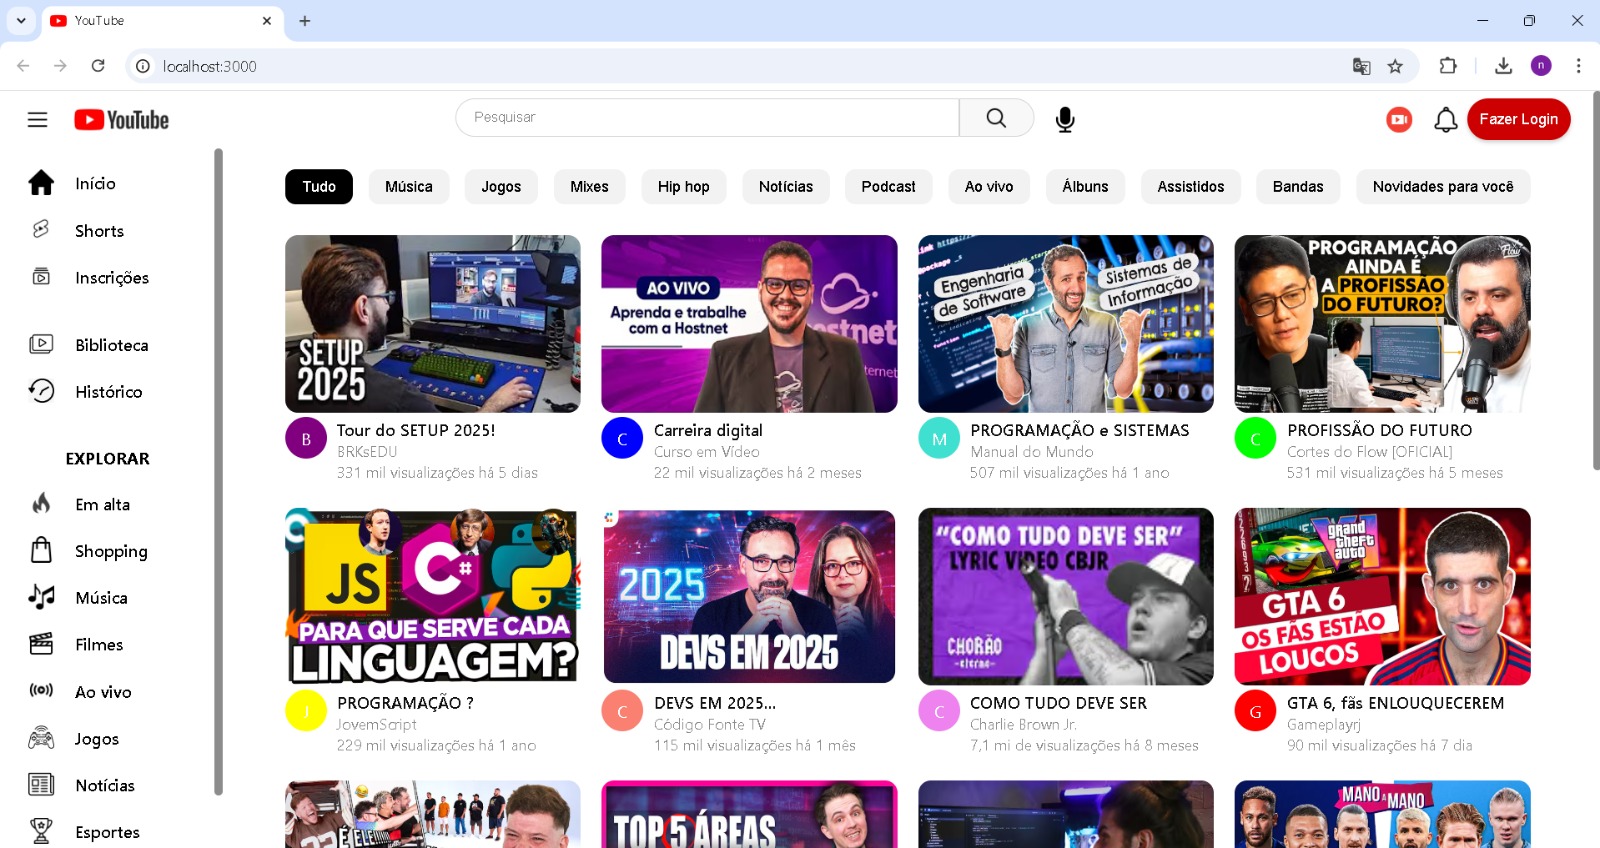 YouTube
localhost:3000
n
YouTube
Pesquisar
Fazer Login
Início
Shorts
Inscrições
Biblioteca
Histórico
EXPLORAR
Em alta
Shopping
Música
Filmes
Ao vivo
Jogos
Notícias
Esportes
Tudo
Música
Jogos
Mixes
Hip hop
Notícias
Podcast
Ao vivo
Álbuns
Assistidos
Bandas
Novidades para você
SETUP
2025
B
Tour do SETUP 2025!
BRKsEDU
331 mil visualizações há 5 dias
AO VIVO
Aprenda e trabalhe
com a Hostnet
C
Carreira digital
Curso em Vídeo
22 mil visualizações há 2 meses
Engenharia
de Software
Sistemas de
Informação
M
PROGRAMAÇÃO e SISTEMAS
Manual do Mundo
507 mil visualizações há 1 ano
PROGRAMAÇÃO
AINDA É
A PROFISSÃO
DO FUTURO?
Flow
C
PROFISSÃO DO FUTURO
Cortes do Flow [OFICIAL]
531 mil visualizações há 5 meses
JS
C#
PARA QUE SERVE CADA
LINGUAGEM?
J
PROGRAMAÇÃO ?
JovemScript
229 mil visualizações há 1 ano
2025
DEVS EM 2025
C
DEVS EM 2025...
Código Fonte TV
115 mil visualizações há 1 mês
"COMO TUDO DEVE SER"
LYRIC VÍDEO CBJR
CHORÃO
-eterno-
C
COMO TUDO DEVE SER
Charlie Brown Jr.
7,1 mi de visualizações há 8 meses
grand
theft
auto
VI
GTA 6
OS FÃS ESTÃO
LOUCOS
G
GTA 6, fãs ENLOUQUECEREM
Gameplayrj
90 mil visualizações há 7 dia
TOP 5 ÁREAS
MANO A MANO